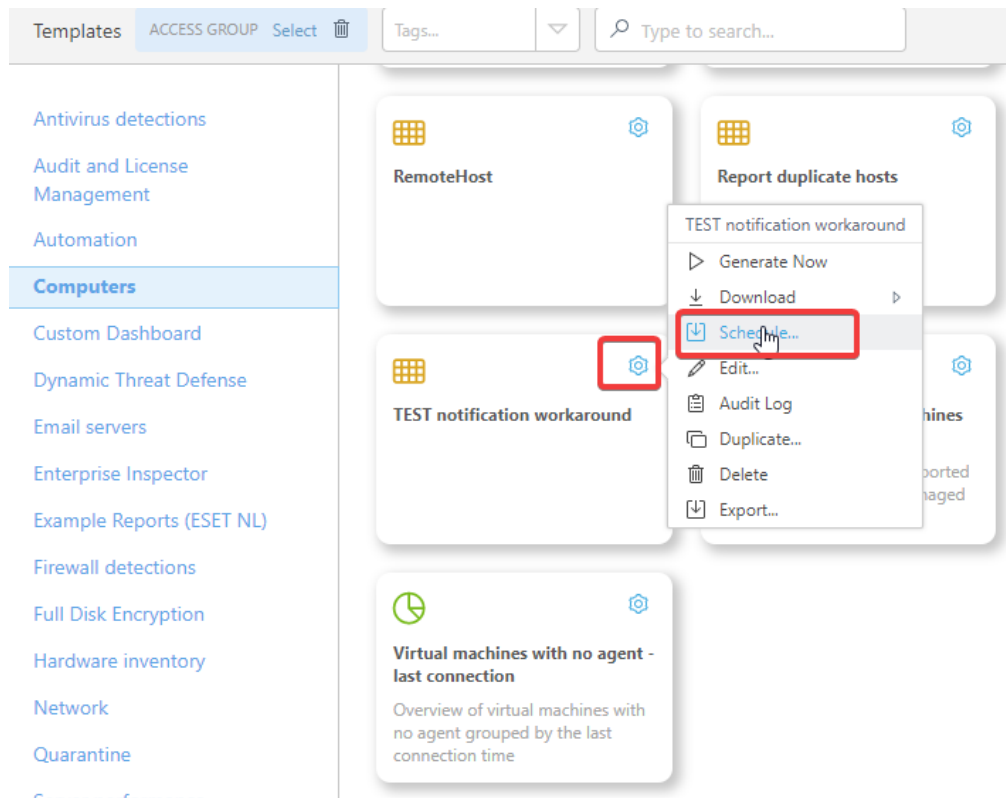 Templates
ACCESS GROUP Select
Tags...
Type to search...
Antivirus detections
Audit and License
Management
Automation
Computers
Custom Dashboard
Dynamic Threat Defense
Email servers
Enterprise Inspector
Example Reports (ESET NL)
Firewall detections
Full Disk Encryption
Hardware inventory
Network
Quarantine
RemoteHost
Report duplicate hosts
TEST notification workaround
TEST notification workaround
Generate Now
Download
Schedule...
Edit...
Audit Log
Duplicate...
Delete
Export...
Virtual machines with no agent -
last connection
Overview of virtual machines with
no agent grouped by the last
connection time